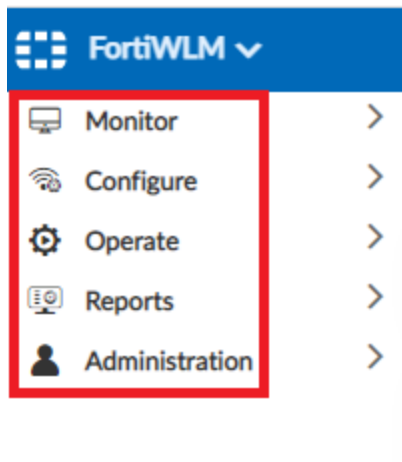 FortiWLM
Monitor
Configure
Operate
Reports
Administration